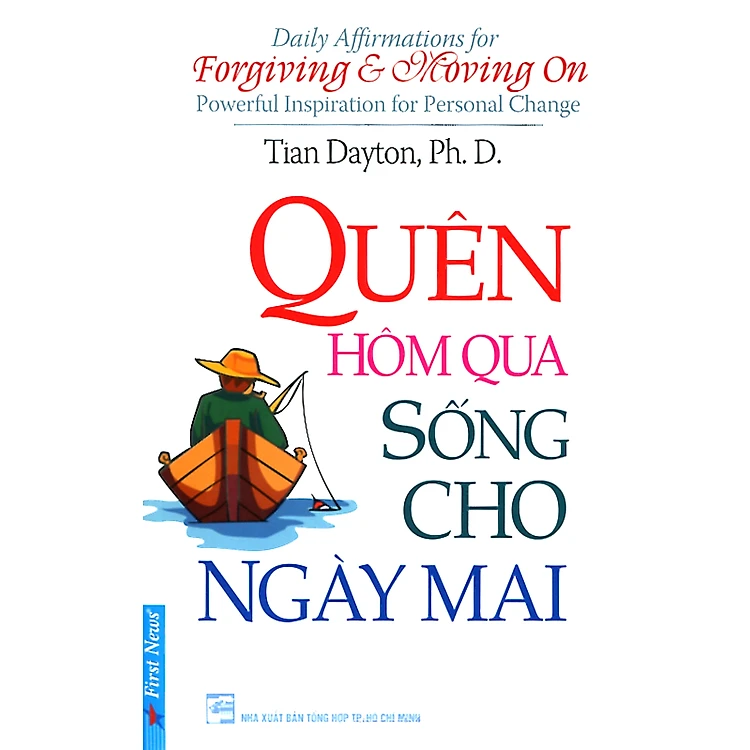 Daily Affirmations for
Forgiving & Moving On
Powerful Inspiration for Personal Change
Tian Dayton, Ph. D.
QUÊN
HÔM QUA
SỐNG
CHO
NGÀY MAI
First News
NHÀ XUẤT BẢN TỔNG HỢP TP. HỒ CHÍ MINH